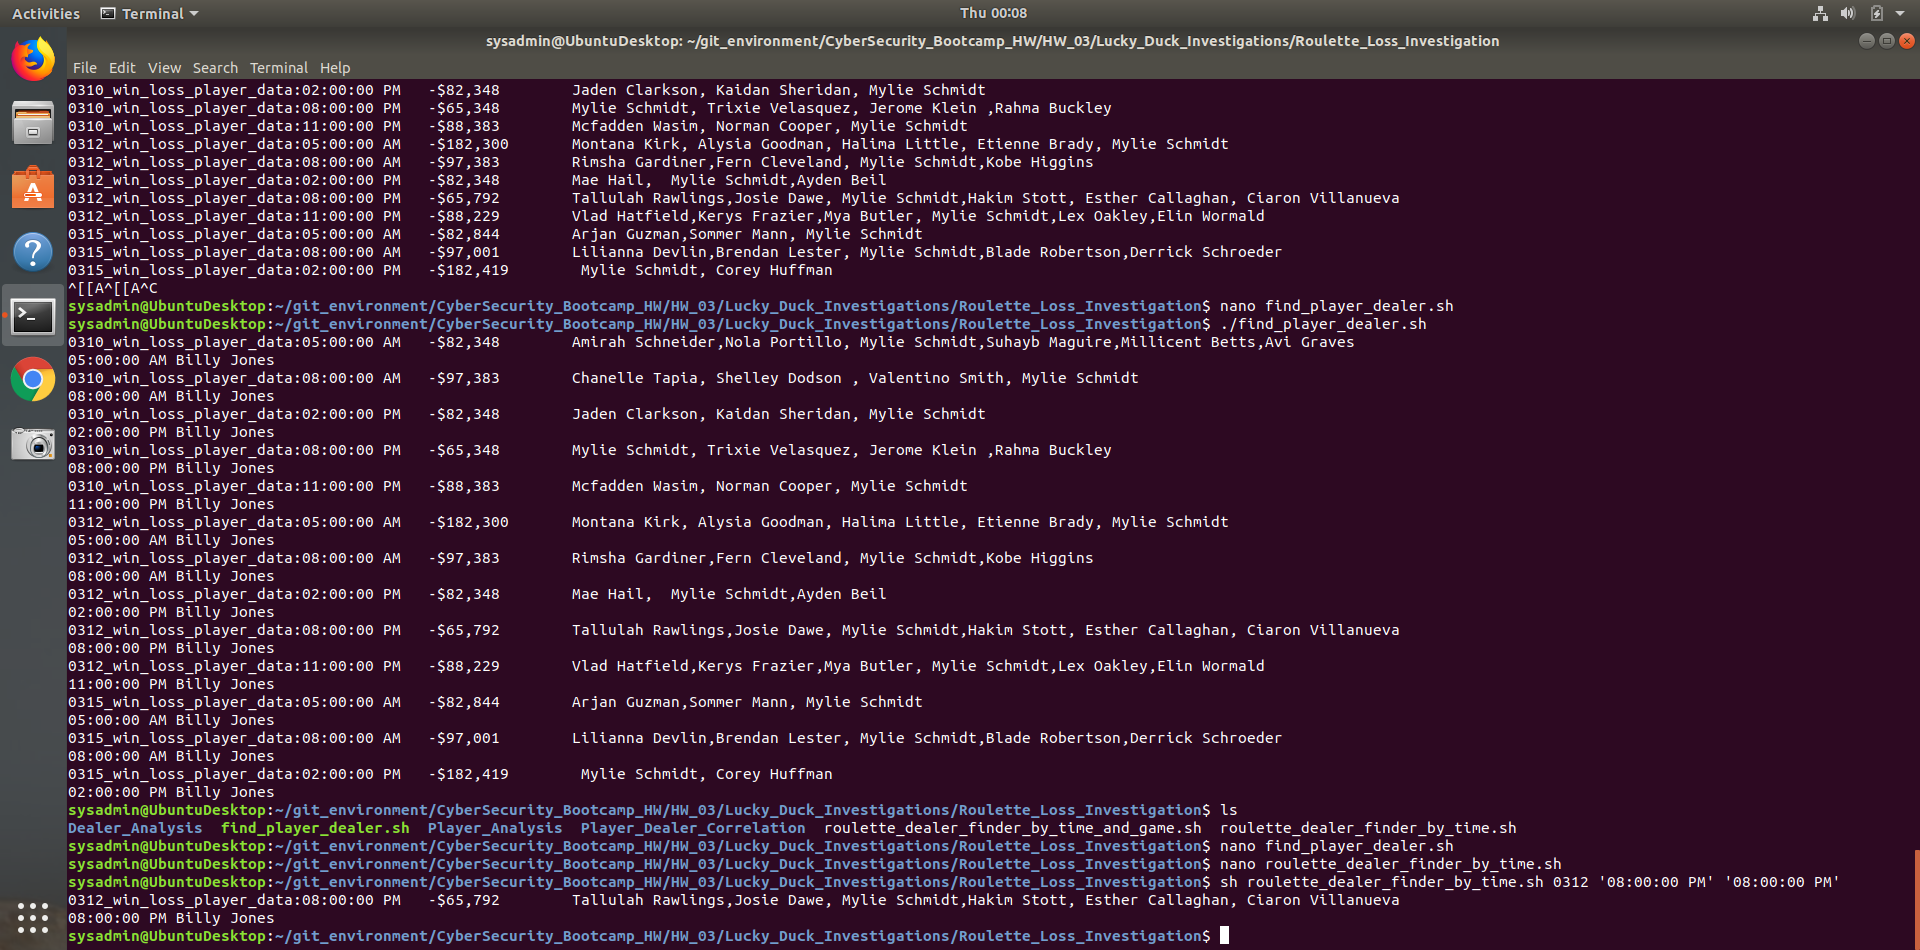 Activities Terminal Thu 00:08
sysadmin@UbuntuDesktop: ~/git_environment/CyberSecurity_Bootcamp_HW/HW_03/Lucky_Duck_Investigations/Roulette_Loss_Investigation
File Edit View Search Terminal Help
0310_win_loss_player_data:02:00:00 PM   -$82,348        Jaden Clarkson, Kaidan Sheridan, Mylie Schmidt
0310_win_loss_player_data:08:00:00 PM   -$65,348        Mylie Schmidt, Trixie Velasquez, Jerome Klein ,Rahma Buckley
0310_win_loss_player_data:11:00:00 PM   -$88,383        Mcfadden Wasim, Norman Cooper, Mylie Schmidt
0312_win_loss_player_data:05:00:00 AM   -$182,300       Montana Kirk, Alysia Goodman, Halima Little, Etienne Brady, Mylie Schmidt
0312_win_loss_player_data:08:00:00 AM   -$97,383        Rimsha Gardiner,Fern Cleveland, Mylie Schmidt,Kobe Higgins
0312_win_loss_player_data:02:00:00 PM   -$82,348        Mae Hail,  Mylie Schmidt,Ayden Beil
0312_win_loss_player_data:08:00:00 PM   -$65,792        Tallulah Rawlings,Josie Dawe, Mylie Schmidt,Hakim Stott, Esther Callaghan, Ciaron Villanueva
0312_win_loss_player_data:11:00:00 PM   -$88,229        Vlad Hatfield,Kerys Frazier,Mya Butler, Mylie Schmidt,Lex Oakley,Elin Wormald
0315_win_loss_player_data:05:00:00 AM   -$82,844        Arjan Guzman,Sommer Mann, Mylie Schmidt
0315_win_loss_player_data:08:00:00 AM   -$97,001        Lilianna Devlin,Brendan Lester, Mylie Schmidt,Blade Robertson,Derrick Schroeder
0315_win_loss_player_data:02:00:00 PM   -$182,419        Mylie Schmidt, Corey Huffman
^[[A^[[A^C
sysadmin@UbuntuDesktop:~/git_environment/CyberSecurity_Bootcamp_HW/HW_03/Lucky_Duck_Investigations/Roulette_Loss_Investigation$ nano find_player_dealer.sh
sysadmin@UbuntuDesktop:~/git_environment/CyberSecurity_Bootcamp_HW/HW_03/Lucky_Duck_Investigations/Roulette_Loss_Investigation$ ./find_player_dealer.sh
0310_win_loss_player_data:05:00:00 AM   -$82,348        Amirah Schneider,Nola Portillo, Mylie Schmidt,Suhayb Maguire,Millicent Betts,Avi Graves
05:00:00 AM Billy Jones
0310_win_loss_player_data:08:00:00 AM   -$97,383        Chanelle Tapia, Shelley Dodson , Valentino Smith, Mylie Schmidt
08:00:00 AM Billy Jones
0310_win_loss_player_data:02:00:00 PM   -$82,348        Jaden Clarkson, Kaidan Sheridan, Mylie Schmidt
02:00:00 PM Billy Jones
0310_win_loss_player_data:08:00:00 PM   -$65,348        Mylie Schmidt, Trixie Velasquez, Jerome Klein ,Rahma Buckley
08:00:00 PM Billy Jones
0310_win_loss_player_data:11:00:00 PM   -$88,383        Mcfadden Wasim, Norman Cooper, Mylie Schmidt
11:00:00 PM Billy Jones
0312_win_loss_player_data:05:00:00 AM   -$182,300       Montana Kirk, Alysia Goodman, Halima Little, Etienne Brady, Mylie Schmidt
05:00:00 AM Billy Jones
0312_win_loss_player_data:08:00:00 AM   -$97,383        Rimsha Gardiner,Fern Cleveland, Mylie Schmidt,Kobe Higgins
08:00:00 AM Billy Jones
0312_win_loss_player_data:02:00:00 PM   -$82,348        Mae Hail,  Mylie Schmidt,Ayden Beil
02:00:00 PM Billy Jones
0312_win_loss_player_data:08:00:00 PM   -$65,792        Tallulah Rawlings,Josie Dawe, Mylie Schmidt,Hakim Stott, Esther Callaghan, Ciaron Villanueva
08:00:00 PM Billy Jones
0312_win_loss_player_data:11:00:00 PM   -$88,229        Vlad Hatfield,Kerys Frazier,Mya Butler, Mylie Schmidt,Lex Oakley,Elin Wormald
11:00:00 PM Billy Jones
0315_win_loss_player_data:05:00:00 AM   -$82,844        Arjan Guzman,Sommer Mann, Mylie Schmidt
05:00:00 AM Billy Jones
0315_win_loss_player_data:08:00:00 AM   -$97,001        Lilianna Devlin,Brendan Lester, Mylie Schmidt,Blade Robertson,Derrick Schroeder
08:00:00 AM Billy Jones
0315_win_loss_player_data:02:00:00 PM   -$182,419        Mylie Schmidt, Corey Huffman
02:00:00 PM Billy Jones
sysadmin@UbuntuDesktop:~/git_environment/CyberSecurity_Bootcamp_HW/HW_03/Lucky_Duck_Investigations/Roulette_Loss_Investigation$ ls
Dealer_Analysis  find_player_dealer.sh  Player_Analysis  Player_Dealer_Correlation  roulette_dealer_finder_by_time_and_game.sh  roulette_dealer_finder_by_time.sh
sysadmin@UbuntuDesktop:~/git_environment/CyberSecurity_Bootcamp_HW/HW_03/Lucky_Duck_Investigations/Roulette_Loss_Investigation$ nano find_player_dealer.sh
sysadmin@UbuntuDesktop:~/git_environment/CyberSecurity_Bootcamp_HW/HW_03/Lucky_Duck_Investigations/Roulette_Loss_Investigation$ nano roulette_dealer_finder_by_time.sh
sysadmin@UbuntuDesktop:~/git_environment/CyberSecurity_Bootcamp_HW/HW_03/Lucky_Duck_Investigations/Roulette_Loss_Investigation$ sh roulette_dealer_finder_by_time.sh 0312 '08:00:00 PM' '08:00:00 PM'
0312_win_loss_player_data:08:00:00 PM   -$65,792        Tallulah Rawlings,Josie Dawe, Mylie Schmidt,Hakim Stott, Esther Callaghan, Ciaron Villanueva
08:00:00 PM Billy Jones
sysadmin@UbuntuDesktop:~/git_environment/CyberSecurity_Bootcamp_HW/HW_03/Lucky_Duck_Investigations/Roulette_Loss_Investigation$